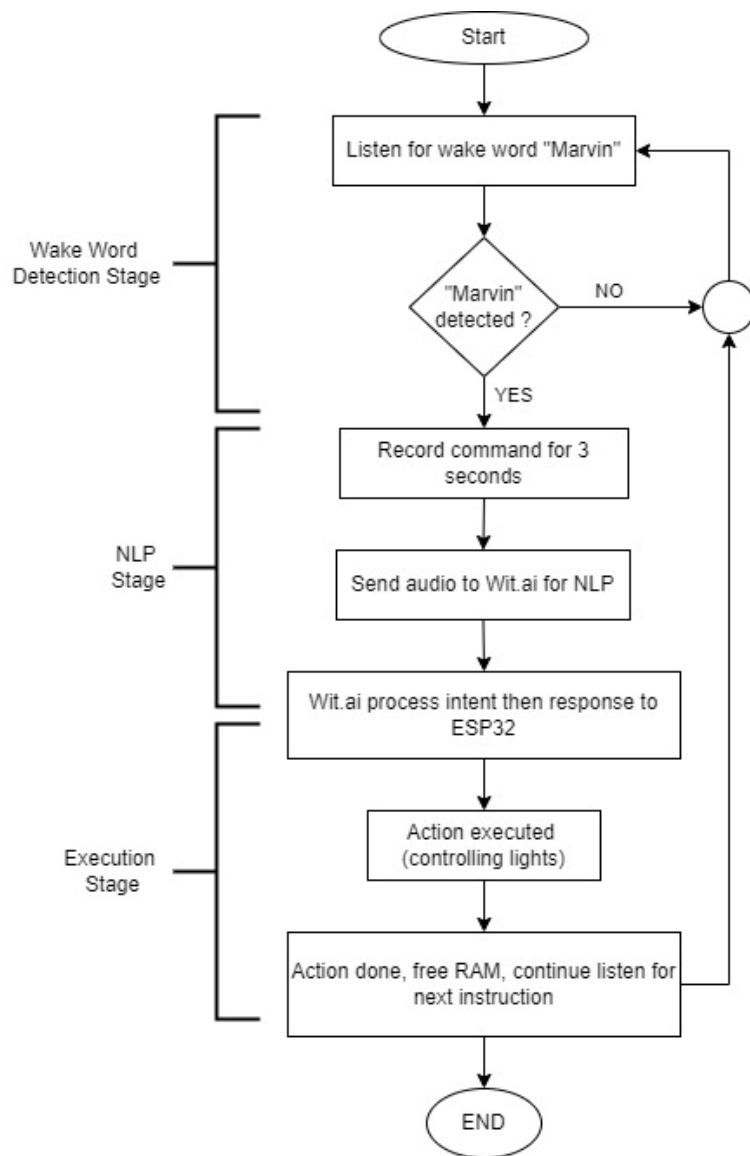 Start
Listen for wake word "Marvin"
Wake Word
Detection Stage
"Marvin"
detected ?
NO
YES
Record command for 3
seconds
NLP
Stage
Send audio to Wit.ai for NLP
Wit.ai process intent then response to
ESP32
Action executed
(controlling lights)
Execution
Stage
Action done, free RAM, continue listen for
next instruction
END